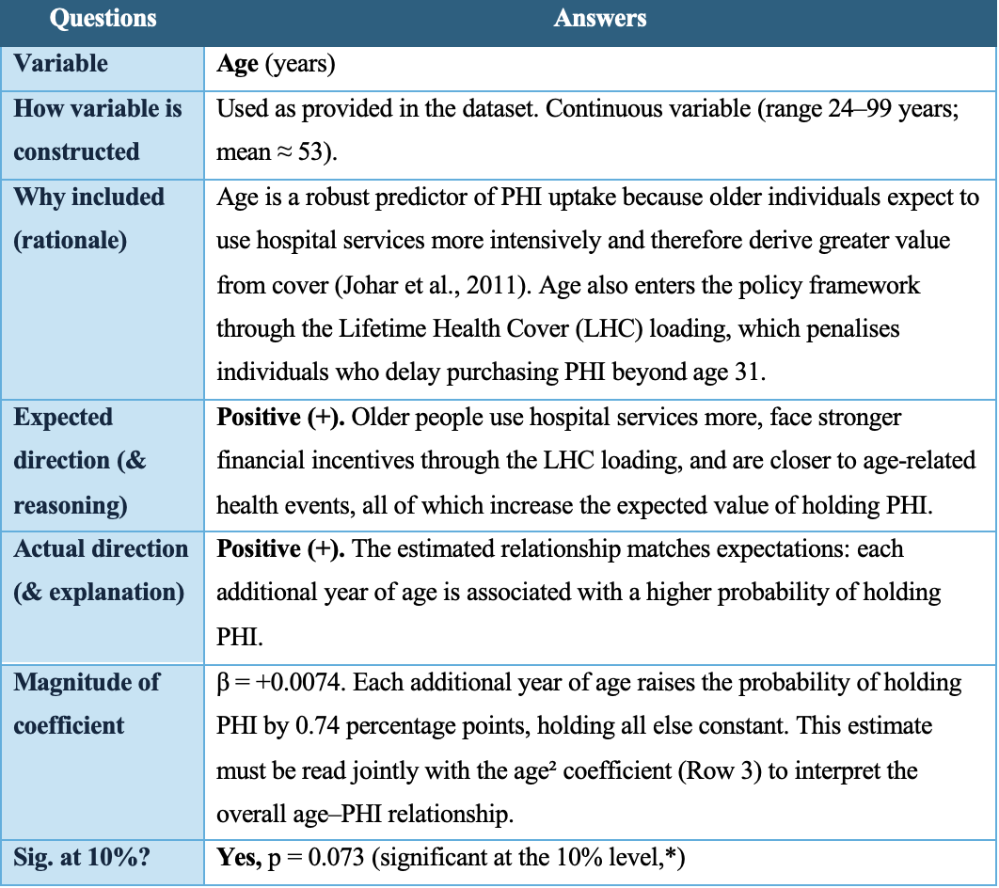 Questions Answers
Variable Age (years)
How variable is Used as provided in the dataset. Continuous variable (range 24–99 years;
constructed mean ≈ 53).
Why included Age is a robust predictor of PHI uptake because older individuals expect to
(rationale) use hospital services more intensively and therefore derive greater value
from cover (Johar et al., 2011). Age also enters the policy framework
through the Lifetime Health Cover (LHC) loading, which penalises
individuals who delay purchasing PHI beyond age 31.
Expected Positive (+). Older people use hospital services more, face stronger
direction (& financial incentives through the LHC loading, and are closer to age-related
reasoning) health events, all of which increase the expected value of holding PHI.
Actual direction Positive (+). The estimated relationship matches expectations: each
(& explanation) additional year of age is associated with a higher probability of holding
PHI.
Magnitude of β = +0.0074. Each additional year of age raises the probability of holding
coefficient PHI by 0.74 percentage points, holding all else constant. This estimate
must be read jointly with the age² coefficient (Row 3) to interpret the
overall age–PHI relationship.
Sig. at 10%? Yes, p = 0.073 (significant at the 10% level,*)